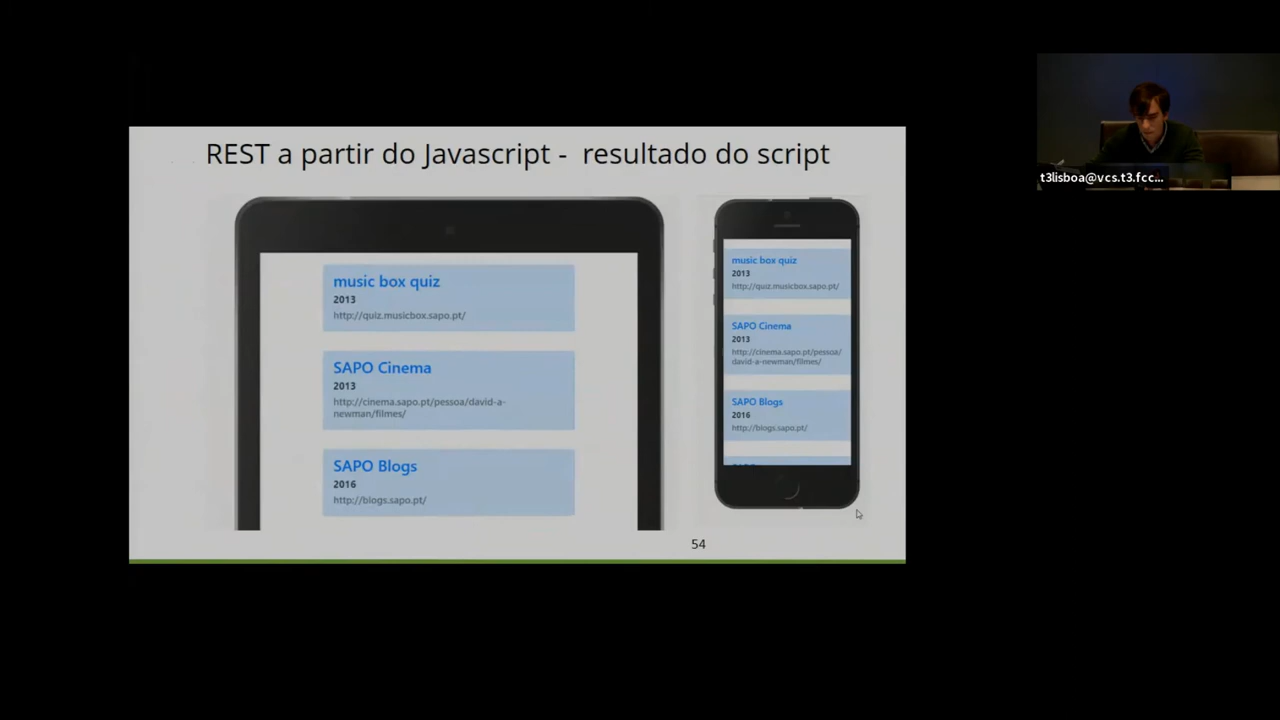 REST a partir do Javascript - resultado do script
music box quiz
2013
http://quiz.musicbox.sapo.pt/
SAPO Cinema
2013
http://cinema.sapo.pt/pessoa/david-a-
newman/filmes/
SAPO Blogs
2016
http://blogs.sapo.pt/
music box quiz
2013
http://quiz.musicbox.sapo.pt/
SAPO Cinema
2013
http://cinema.sapo.pt/pessoa/
david-a-newman/filmes/
SAPO Blogs
2016
http://blogs.sapo.pt/
54
t3lisboa@vcs.t3.fcc...